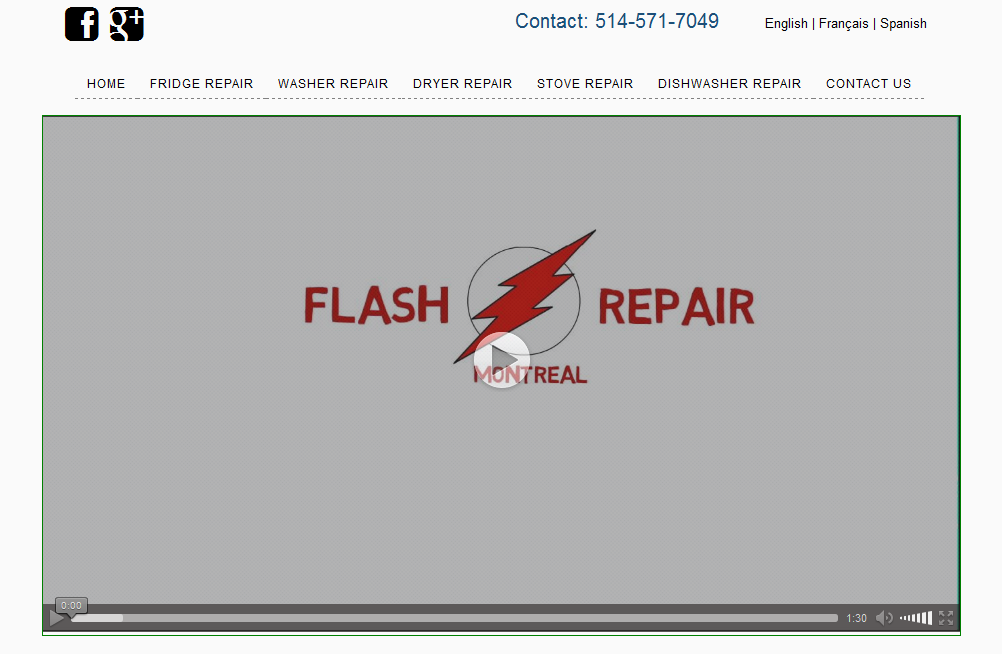 f g+ Contact: 514-571-7049 English | Français | Spanish
HOME FRIDGE REPAIR WASHER REPAIR DRYER REPAIR STOVE REPAIR DISHWASHER REPAIR CONTACT US
FLASH REPAIR
MONTREAL
0:00
1:30